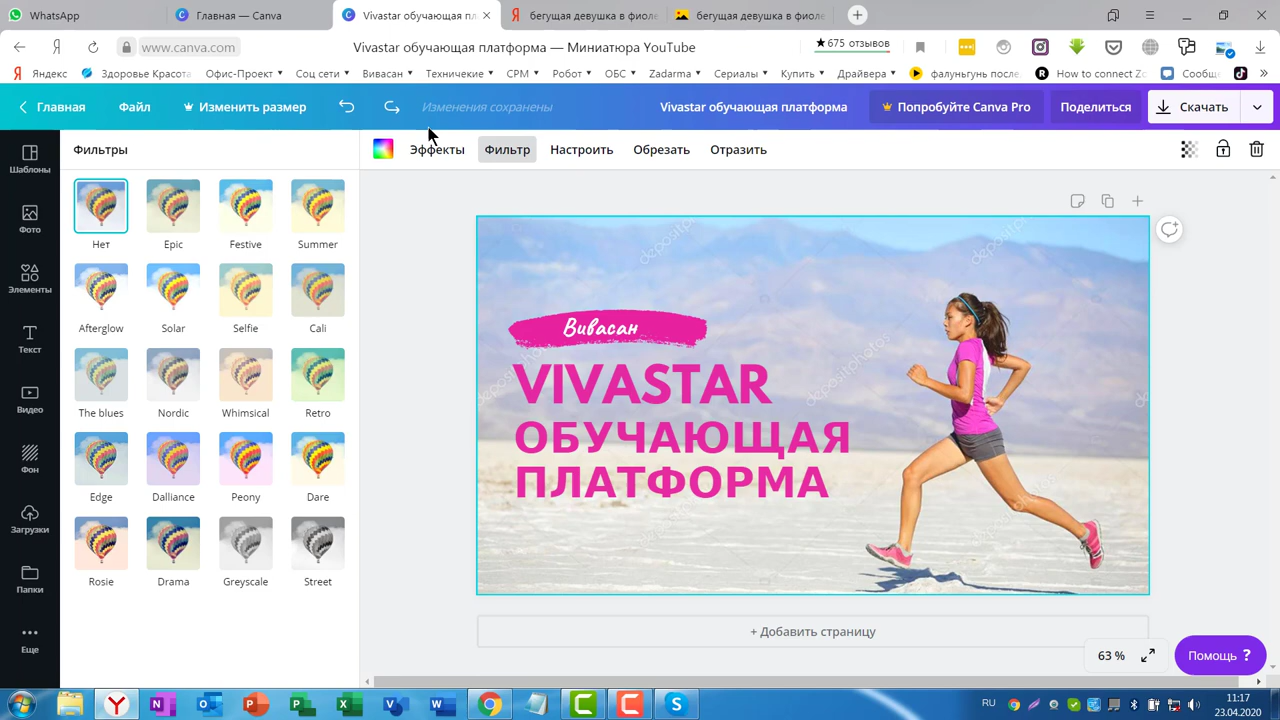 WhatsApp
Главная — Canva
Vivastar обучающая пл
бегущая девушка в фиоле
бегущая девушка в фиоле
www.canva.com
Vivastar обучающая платформа — Миниатюра YouTube
★675 отзывов
Яндекс
Здоровье Красота
Офис-Проект
Соц сети
Вивасан
Техничекие
СРМ
Робот
ОБС
Zadarma
Сериалы
Купить
Драйвера
фалуньгунь после.
How to connect Zo
Сообщ
Главная
Файл
Изменить размер
Изменения сохранены
Vivastar обучающая платформа
Попробуйте Canva Pro
Поделиться
Скачать
Фильтры
Эффекты
Фильтр
Настроить
Обрезать
Отразить
Шаблоны
Фото
Элементы
Текст
Видео
Фон
Загрузки
Папки
Еще
Нет
Epic
Festive
Summer
Afterglow
Solar
Selfie
Cali
The blues
Nordic
Whimsical
Retro
Edge
Dalliance
Peony
Dare
Rosie
Drama
Greyscale
Street
depositphotos
Вивасан
VIVASTAR
ОБУЧАЮЩАЯ
ПЛАТФОРМА
+ Добавить страницу
63 %
Помощь ?
RU
11:17
23.04.2020